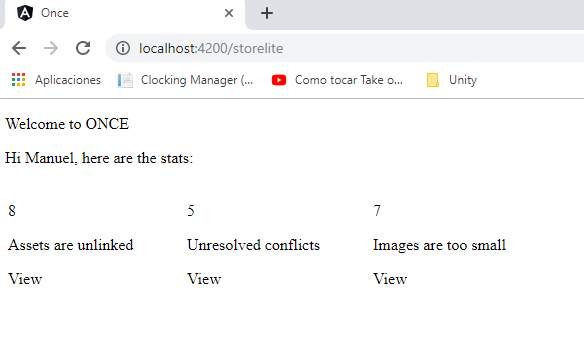 Once
localhost:4200/storelite
Aplicaciones Clocking Manager (... Como tocar Take o... Unity
Welcome to ONCE
Hi Manuel, here are the stats:
8 5 7
Assets are unlinked Unresolved conflicts Images are too small
View View View